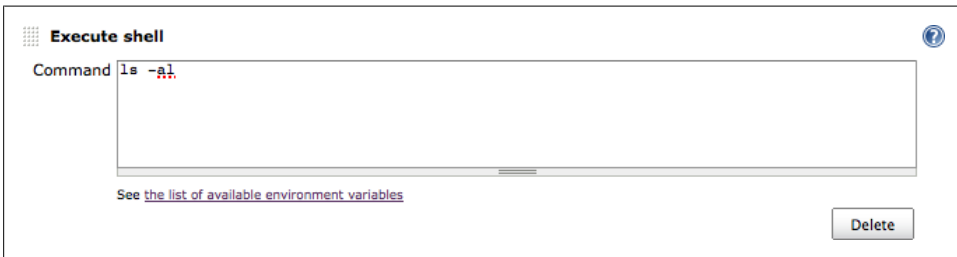 Execute shell
Command ls -al
See the list of available environment variables
Delete